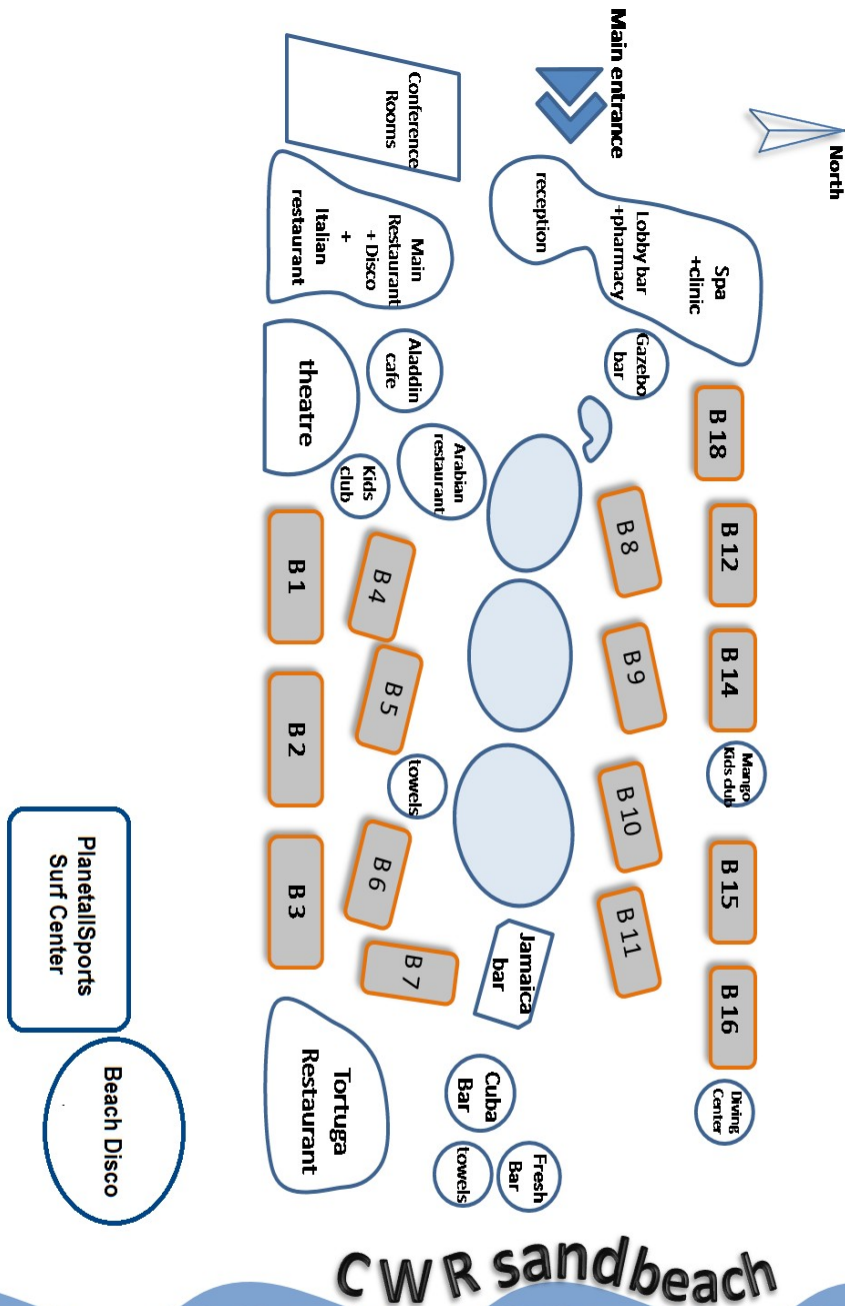 North
Main entrance
Spa
+clinic
Lobby bar
+pharmacy
reception
Conference
Rooms
Main
Restaurant
+ Disco
+
Italian
restaurant
Gazebo
bar
Aladdin
cafe
theatre
Arabian
restaurant
Kids
club
B 18
B 12
B 14
Mango
Kids club
B 15
B 16
Diving
Center
B 8
B 9
B 10
B 11
B 4
B 5
towels
B 6
B 7
Jamaica
bar
B 1
B 2
B 3
Tortuga
Restaurant
Cuba
Bar
Fresh
Bar
towels
Planetallsports
Surf Center
Beach Disco
CWR sandbeach